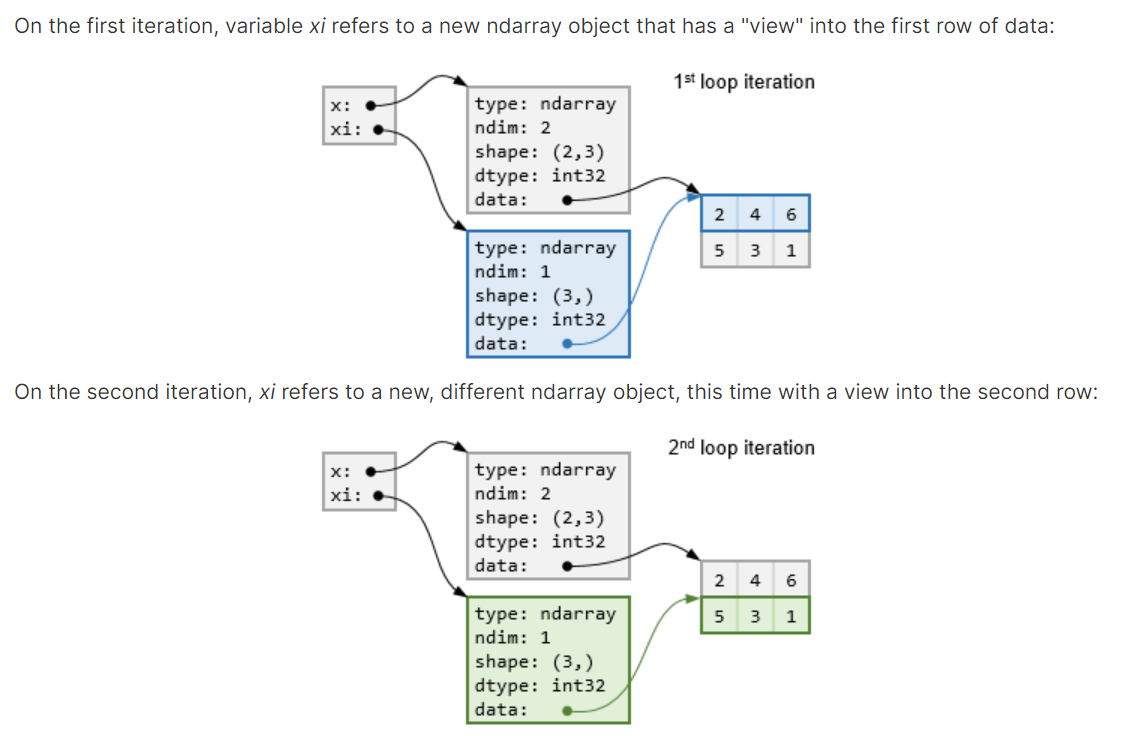 On the first iteration, variable xi refers to a new ndarray object that has a "view" into the first row of data:
1st loop iteration
x:
xi:
type: ndarray
ndim: 2
shape: (2,3)
dtype: int32
data:
2 4 6
5 3 1
type: ndarray
ndim: 1
shape: (3,)
dtype: int32
data:
On the second iteration, xi refers to a new, different ndarray object, this time with a view into the second row:
2nd loop iteration
x:
xi:
type: ndarray
ndim: 2
shape: (2,3)
dtype: int32
data:
2 4 6
5 3 1
type: ndarray
ndim: 1
shape: (3,)
dtype: int32
data: